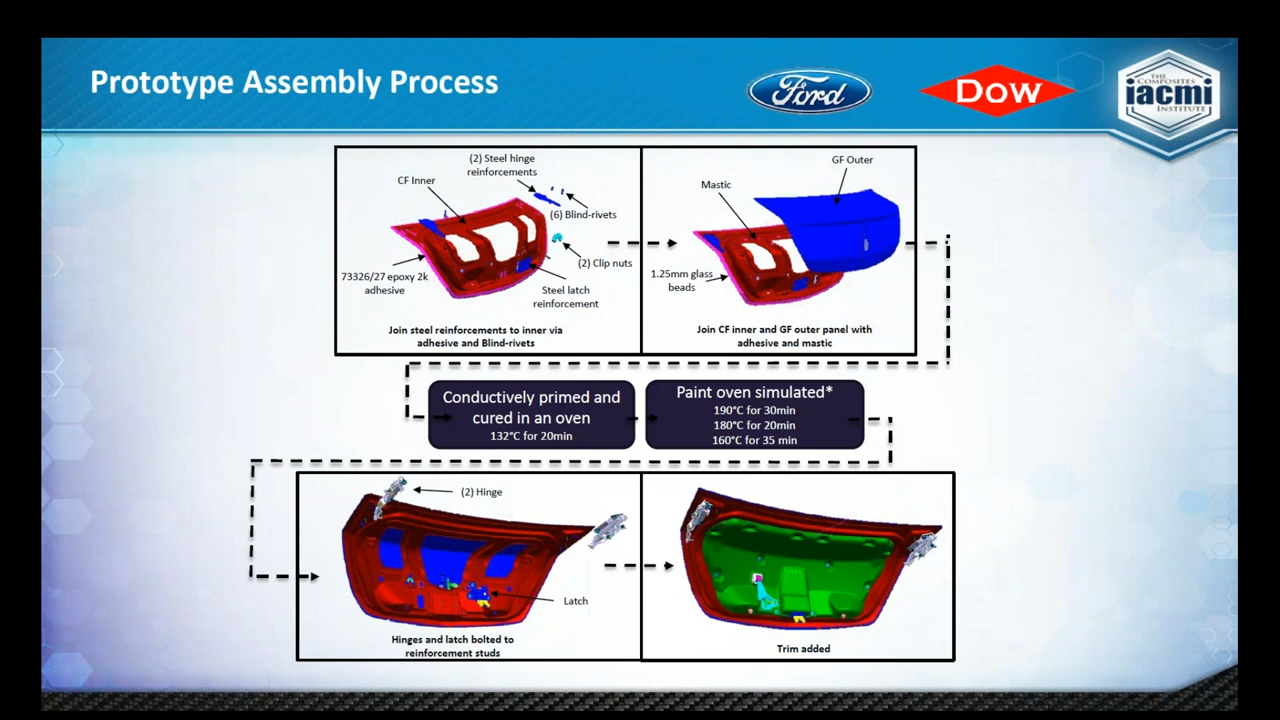 Prototype Assembly Process
Ford
Dow
THE
COMPOSITES
iacmi
INSTITUTE
(2) Steel hinge
reinforcements
CF Inner
(6) Blind-rivets
(2) Clip nuts
73326/27 epoxy 2k
adhesive
Steel latch
reinforcement
Join steel reinforcements to inner via
adhesive and Blind-rivets
GF Outer
Mastic
1.25mm glass
beads
Join CF inner and GF outer panel with
adhesive and mastic
Conductively primed and
cured in an oven
132°C for 20min
Paint oven simulated*
190°C for 30min
180°C for 20min
160°C for 35 min
(2) Hinge
Latch
Hinges and latch bolted to
reinforcement studs
Trim added